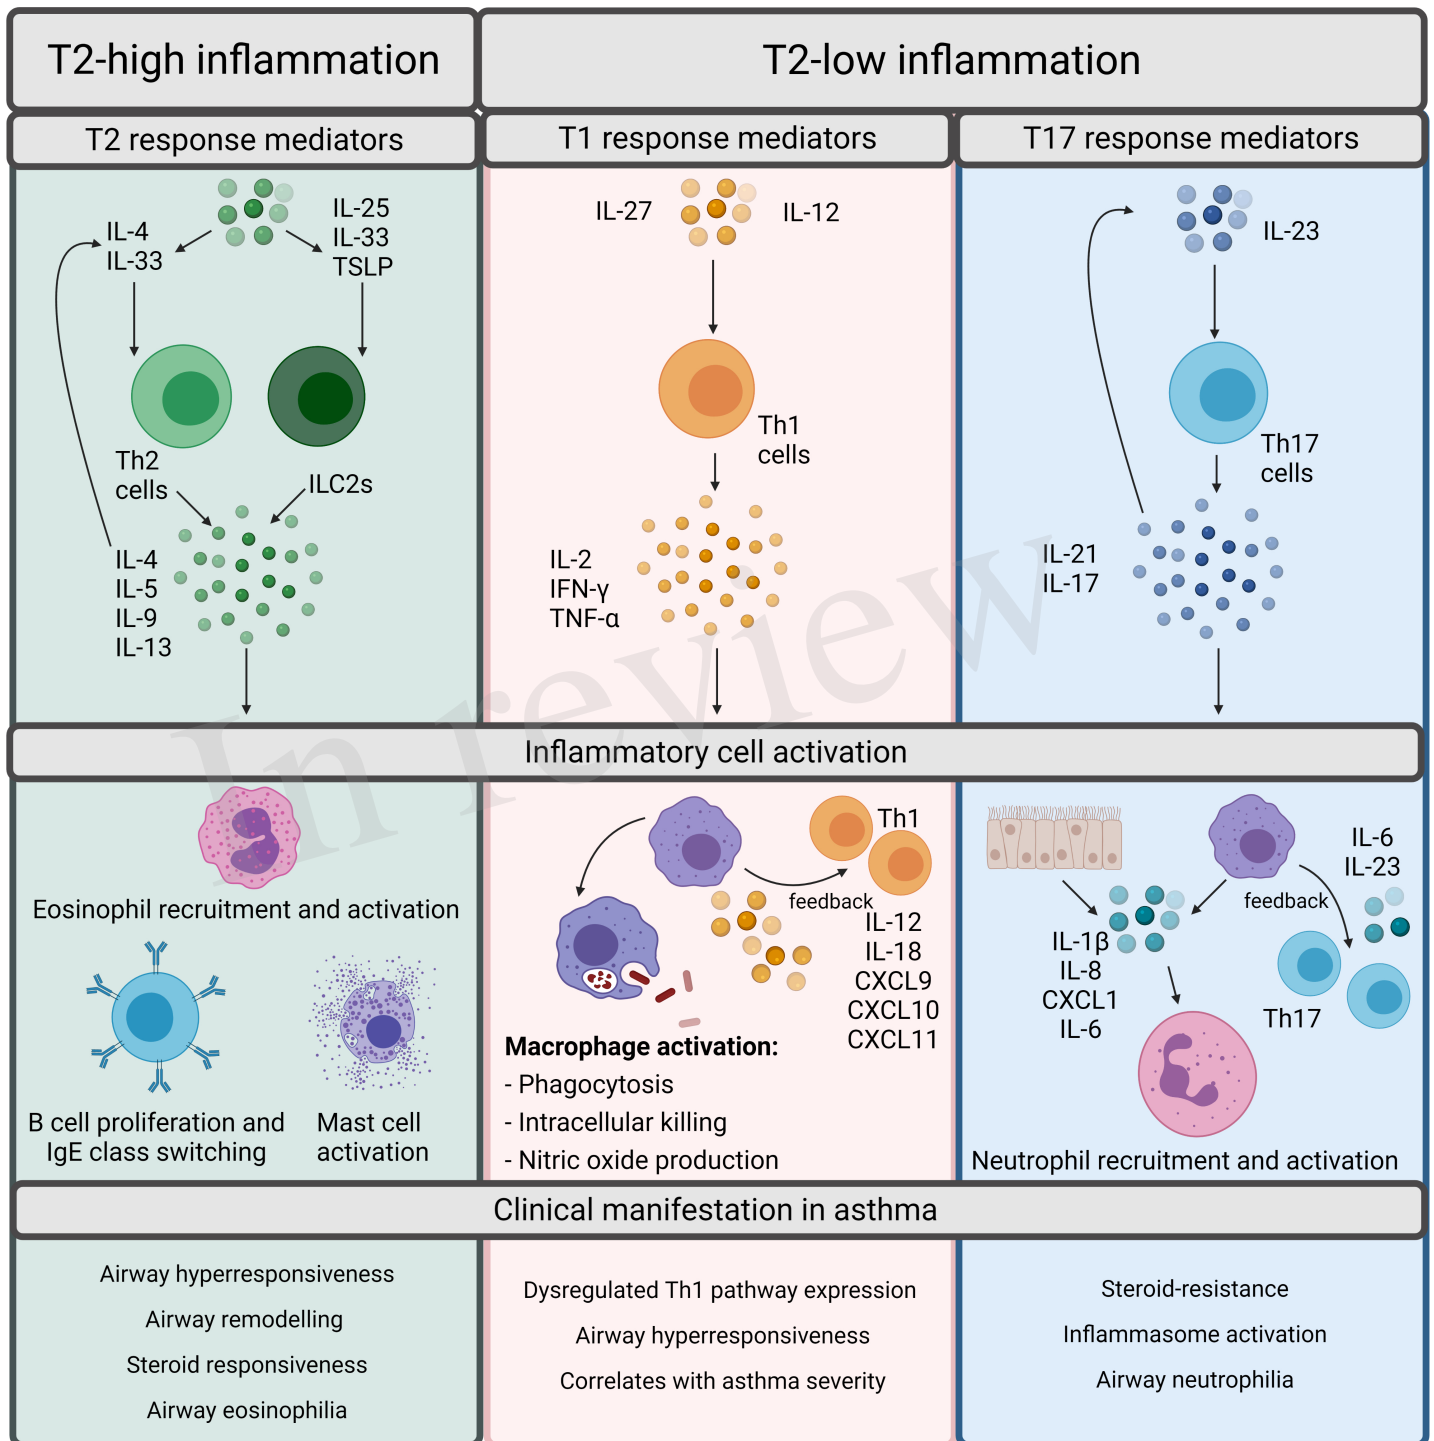 T2-high inflammation
T2-low inflammation
T2 response mediators
T1 response mediators
T17 response mediators
IL-4
IL-33
IL-25
IL-33
TSLP
Th2
cells
ILC2s
IL-4
IL-5
IL-9
IL-13
IL-27
IL-12
Th1
cells
IL-2
IFN-γ
TNF-α
IL-23
Th17
cells
IL-21
IL-17
In review
Inflammatory cell activation
Eosinophil recruitment and activation
B cell proliferation and
IgE class switching
Mast cell
activation
Th1
feedback
IL-12
IL-18
CXCL9
CXCL10
CXCL11
Macrophage activation:
- Phagocytosis
- Intracellular killing
- Nitric oxide production
IL-6
IL-23
feedback
IL-1β
IL-8
CXCL1
IL-6
Th17
Neutrophil recruitment and activation
Clinical manifestation in asthma
Airway hyperresponsiveness
Airway remodelling
Steroid responsiveness
Airway eosinophilia
Dysregulated Th1 pathway expression
Airway hyperresponsiveness
Correlates with asthma severity
Steroid-resistance
Inflammasome activation
Airway neutrophilia